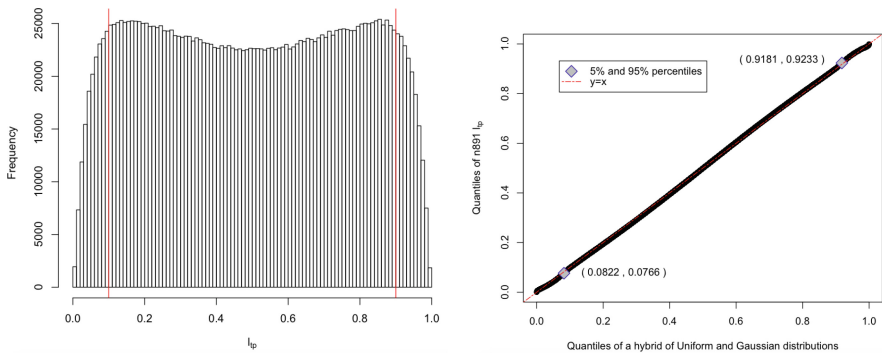 Frequency
25000
20000
15000
10000
5000
0
0.0 0.2 0.4 0.6 0.8 1.0
Itp
Quantiles of n891 Itp
1.0
0.8
0.6
0.4
0.2
0.0
( 0.9181 , 0.9233 )
5% and 95% percentiles
y=x
( 0.0822 , 0.0766 )
0.0 0.2 0.4 0.6 0.8 1.0
Quantiles of a hybrid of Uniform and Gaussian distributions